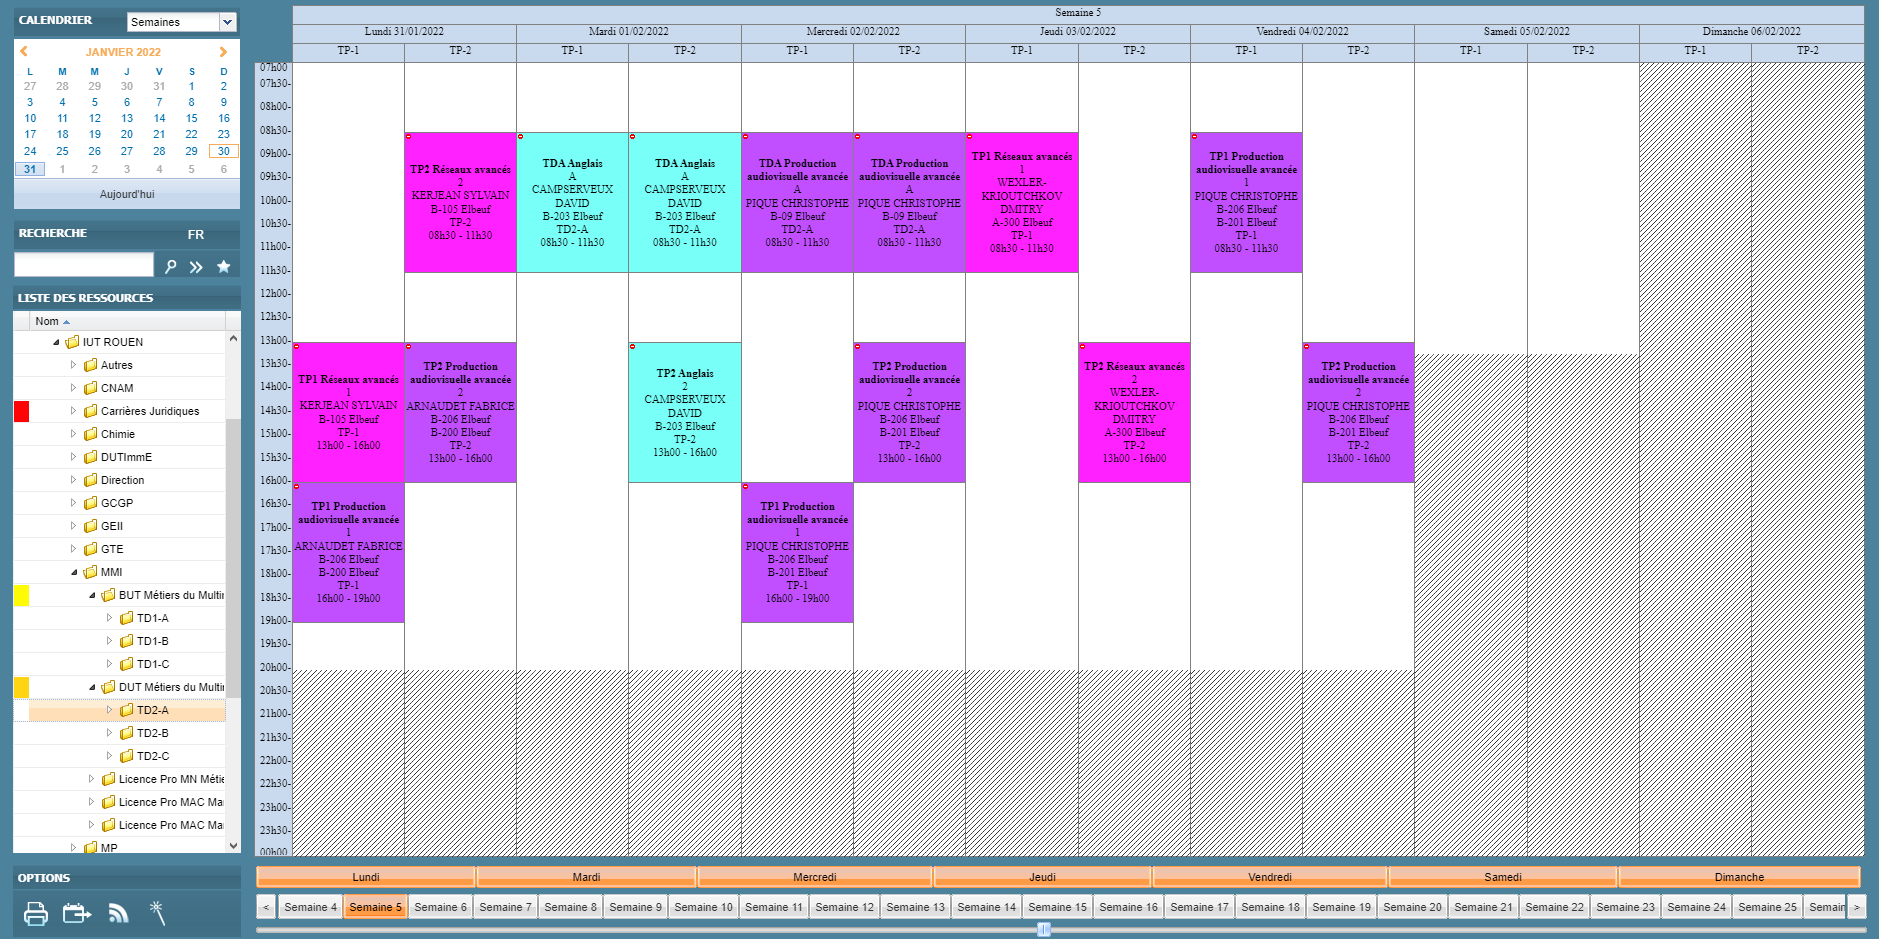 CALENDRIER
Semaines
JANVIER 2022
L M M J V S D
27 28 29 30 31 1 2
3 4 5 6 7 8 9
10 11 12 13 14 15 16
17 18 19 20 21 22 23
24 25 26 27 28 29 30
31 1 2 3 4 5 6
Aujourd'hui
RECHERCHE FR
LISTE DES RESSOURCES
Nom
IUT ROUEN
Autres
CNAM
Carrières Juridiques
Chimie
DUTImmE
Direction
GCGP
GEII
GTE
MMI
BUT Métiers du Multi
TD1-A
TD1-B
TD1-C
DUT Métiers du Multi
TD2-A
TD2-B
TD2-C
Licence Pro MN Métie
Licence Pro MAC Ma
Licence Pro MAC Ma
MP
OPTIONS
Semaine 5
Lundi 31/01/2022 Mardi 01/02/2022 Mercredi 02/02/2022 Jeudi 03/02/2022 Vendredi 04/02/2022 Samedi 05/02/2022 Dimanche 06/02/2022
TP-1 TP-2 TP-1 TP-2 TP-1 TP-2 TP-1 TP-2 TP-1 TP-2 TP-1 TP-2 TP-1 TP-2
07h00
07h30-
08h00-
08h30-
09h00-
09h30-
10h00-
10h30-
11h00-
11h30-
12h00-
12h30-
13h00-
13h30-
14h00-
14h30-
15h00-
15h30-
16h00-
16h30-
17h00-
17h30-
18h00-
18h30-
19h00-
19h30-
20h00-
20h30-
21h00-
21h30-
22h00-
22h30-
23h00-
23h30-
00h00
TP1 Réseaux avancés
1
KERJEAN SYLVAIN
B-105 Elbeuf
TP-1
13h00 - 16h00
TP1 Production
audiovisuelle avancée
1
ARNAUDET FABRICE
B-206 Elbeuf
B-200 Elbeuf
TP-1
16h00 - 19h00
TP2 Réseaux avancés
2
KERJEAN SYLVAIN
B-105 Elbeuf
TP-2
08h30 - 11h30
TP2 Production
audiovisuelle avancée
2
ARNAUDET FABRICE
B-206 Elbeuf
B-200 Elbeuf
TP-2
13h00 - 16h00
TDA Anglais
A
CAMPSERVEUX
DAVID
B-203 Elbeuf
TD2-A
08h30 - 11h30
TDA Anglais
A
CAMPSERVEUX
DAVID
B-203 Elbeuf
TD2-A
08h30 - 11h30
TP2 Anglais
2
CAMPSERVEUX
DAVID
B-203 Elbeuf
TP-2
13h00 - 16h00
TDA Production
audiovisuelle avancée
A
PIQUE CHRISTOPHE
B-09 Elbeuf
TD2-A
08h30 - 11h30
TP1 Production
audiovisuelle avancée
1
PIQUE CHRISTOPHE
B-206 Elbeuf
B-201 Elbeuf
TP-1
16h00 - 19h00
TDA Production
audiovisuelle avancée
A
PIQUE CHRISTOPHE
B-09 Elbeuf
TD2-A
08h30 - 11h30
TP2 Production
audiovisuelle avancée
2
PIQUE CHRISTOPHE
B-206 Elbeuf
B-201 Elbeuf
TP-2
13h00 - 16h00
TP1 Réseaux avancés
1
WEXLER-
KRIOUTCHKOV
DMITRY
A-300 Elbeuf
TP-1
08h30 - 11h30
TP2 Réseaux avancés
2
WEXLER-
KRIOUTCHKOV
DMITRY
A-300 Elbeuf
TP-2
13h00 - 16h00
TP1 Production
audiovisuelle avancée
1
PIQUE CHRISTOPHE
B-206 Elbeuf
B-201 Elbeuf
TP-1
08h30 - 11h30
TP2 Production
audiovisuelle avancée
2
PIQUE CHRISTOPHE
B-206 Elbeuf
B-201 Elbeuf
TP-2
13h00 - 16h00
Lundi Mardi Mercredi Jeudi Vendredi Samedi Dimanche
< Semaine 4 Semaine 5 Semaine 6 Semaine 7 Semaine 8 Semaine 9 Semaine 10 Semaine 11 Semaine 12 Semaine 13 Semaine 14 Semaine 15 Semaine 16 Semaine 17 Semaine 18 Semaine 19 Semaine 20 Semaine 21 Semaine 22 Semaine 23 Semaine 24 Semaine 25 Semain >